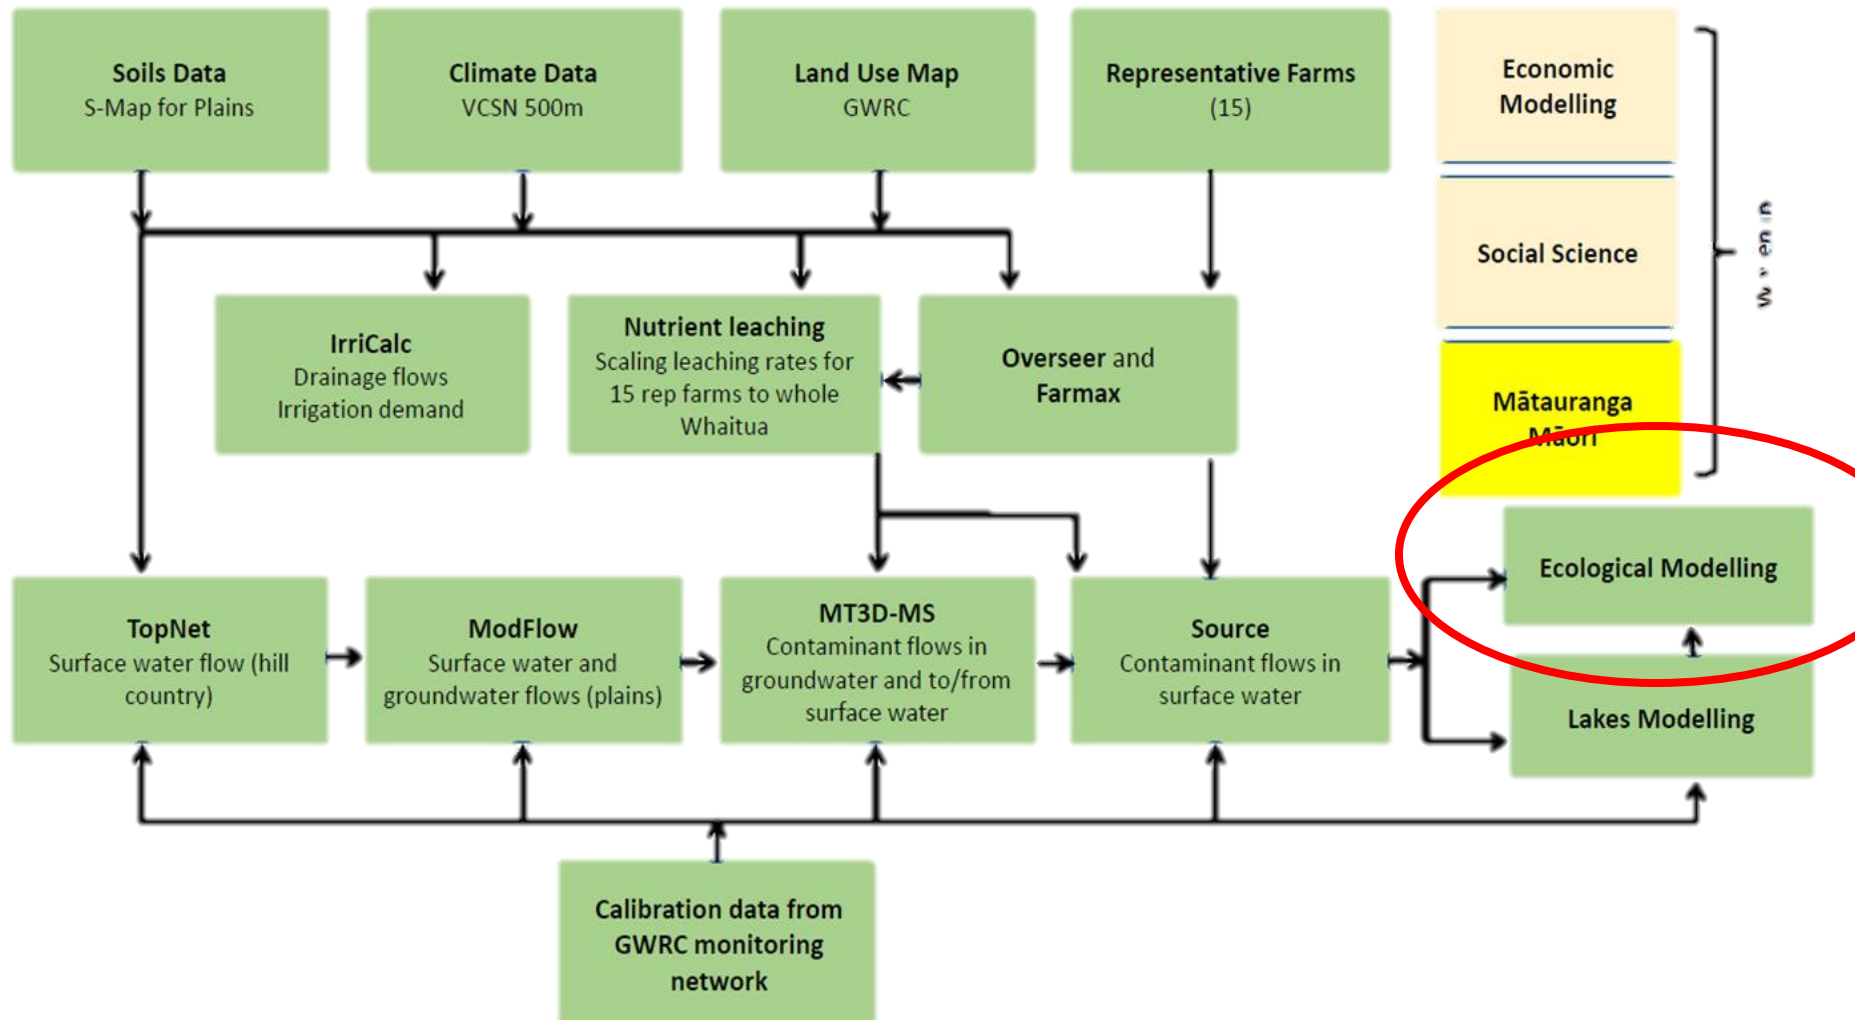 Soils Data
S-Map for Plains
Climate Data
VCSN 500m
Land Use Map
GWRC
Representative Farms
(15)
Economic
Modelling
Social Science
Mātauranga
Māori
IrriCalc
Drainage flows
Irrigation demand
Nutrient leaching
Scaling leaching rates for
15 rep farms to whole
Whaitua
Overseer and
Farmax
Ecological Modelling
TopNet
Surface water flow (hill
country)
ModFlow
Surface water and
groundwater flows (plains)
MT3D-MS
Contaminant flows in
groundwater and to/from
surface water
Source
Contaminant flows in
surface water
Lakes Modelling
Calibration data from
GWRC monitoring
network